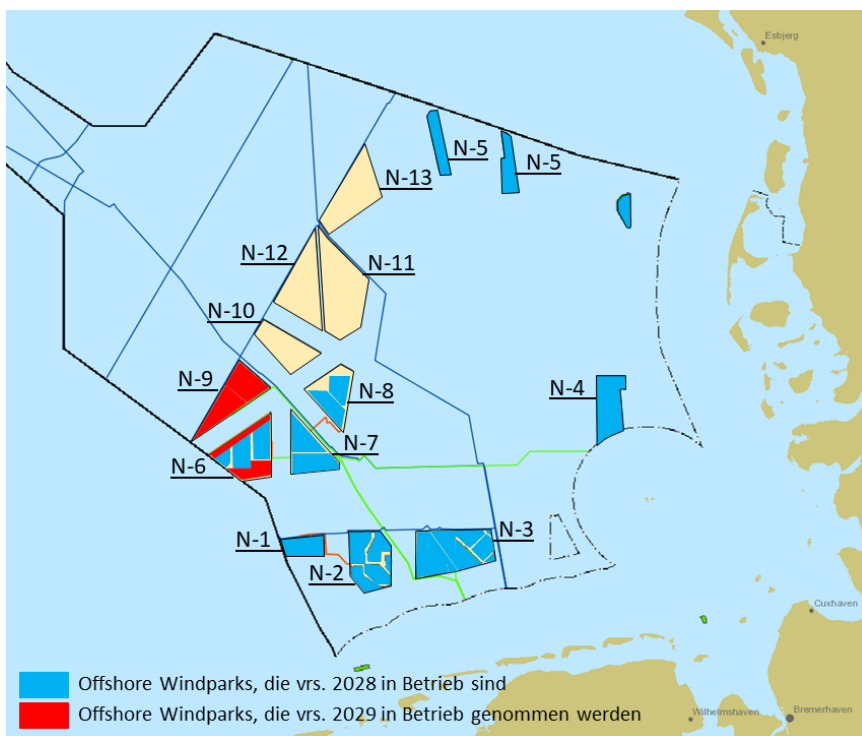 Esbjerg
N-5
N-5
N-13
N-12
N-11
N-10
N-9
N-8
N-4
N-7
N-6
N-1
N-3
N-2
Cuxhaven
Offshore Windparks, die vrs. 2028 in Betrieb sind
Offshore Windparks, die vrs. 2029 in Betrieb genommen werden
Wilhelmshaven
Bremerhaven